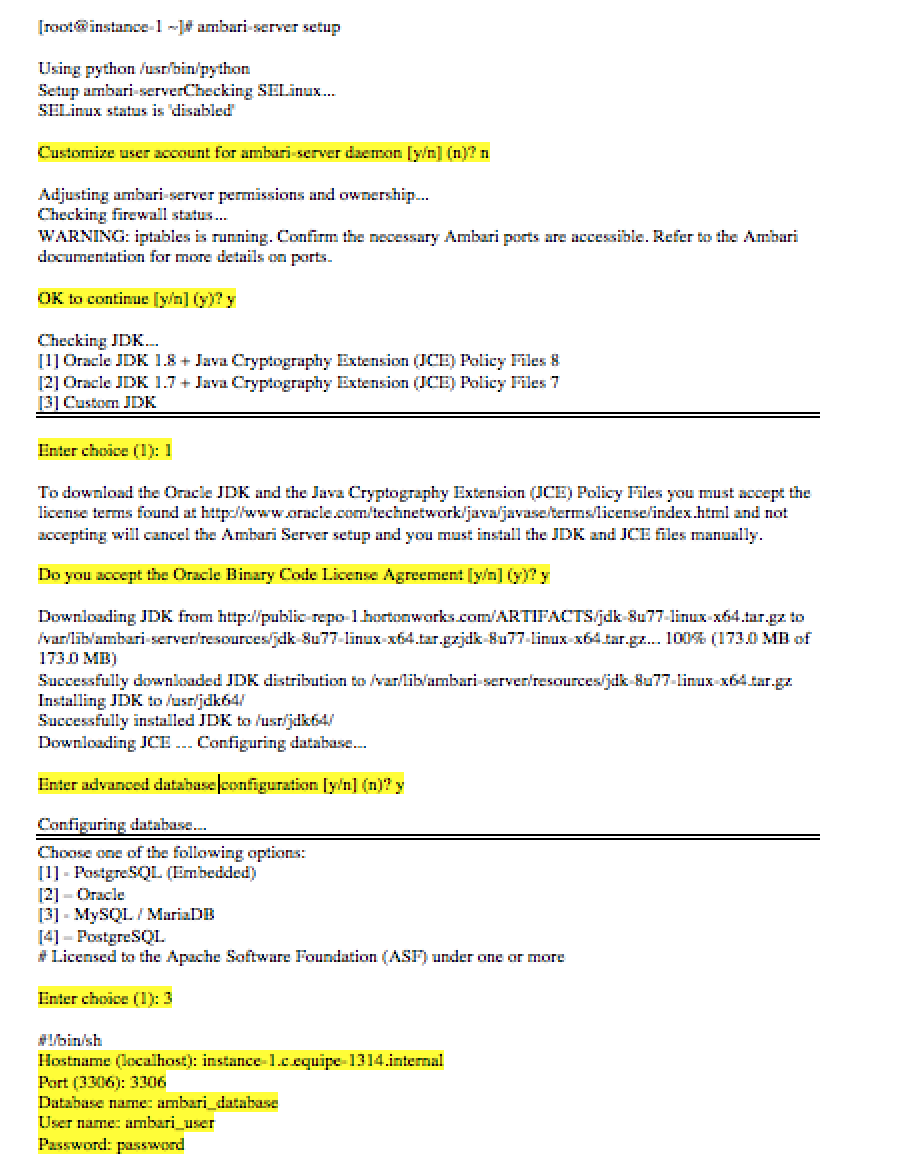 [root@instance-1 ~]# ambari-server setup
Using python /usr/bin/python
Setup ambari-serverChecking SELinux...
SELinux status is 'disabled'
Customize user account for ambari-server daemon [y/n] (n)? n
Adjusting ambari-server permissions and ownership...
Checking firewall status...
WARNING: iptables is running. Confirm the necessary Ambari ports are accessible. Refer to the Ambari
documentation for more details on ports.
OK to continue [y/n] (y)? y
Checking JDK...
[1] Oracle JDK 1.8 + Java Cryptography Extension (JCE) Policy Files 8
[2] Oracle JDK 1.7 + Java Cryptography Extension (JCE) Policy Files 7
[3] Custom JDK
Enter choice (1): 1
To download the Oracle JDK and the Java Cryptography Extension (JCE) Policy Files you must accept the
license terms found at http://www.oracle.com/technetwork/java/javase/terms/license/index.html and not
accepting will cancel the Ambari Server setup and you must install the JDK and JCE files manually.
Do you accept the Oracle Binary Code License Agreement [y/n] (y)? y
Downloading JDK from http://public-repo-1.hortonworks.com/ARTIFACTS/jdk-8u77-linux-x64.tar.gz to
/var/lib/ambari-server/resources/jdk-8u77-linux-x64.tar.gzjdk-8u77-linux-x64.tar.gz... 100% (173.0 MB of
173.0 MB)
Successfully downloaded JDK distribution to /var/lib/ambari-server/resources/jdk-8u77-linux-x64.tar.gz
Installing JDK to /usr/jdk64/
Successfully installed JDK to /usr/jdk64/
Downloading JCE … Configuring database...
Enter advanced database configuration [y/n] (n)? y
Configuring database...
Choose one of the following options:
[1] - PostgreSQL (Embedded)
[2] – Oracle
[3] - MySQL / MariaDB
[4] – PostgreSQL
# Licensed to the Apache Software Foundation (ASF) under one or more
Enter choice (1): 3
#!/bin/sh
Hostname (localhost): instance-1.c.equipe-1314.internal
Port (3306): 3306
Database name: ambari_database
User name: ambari_user
Password: password